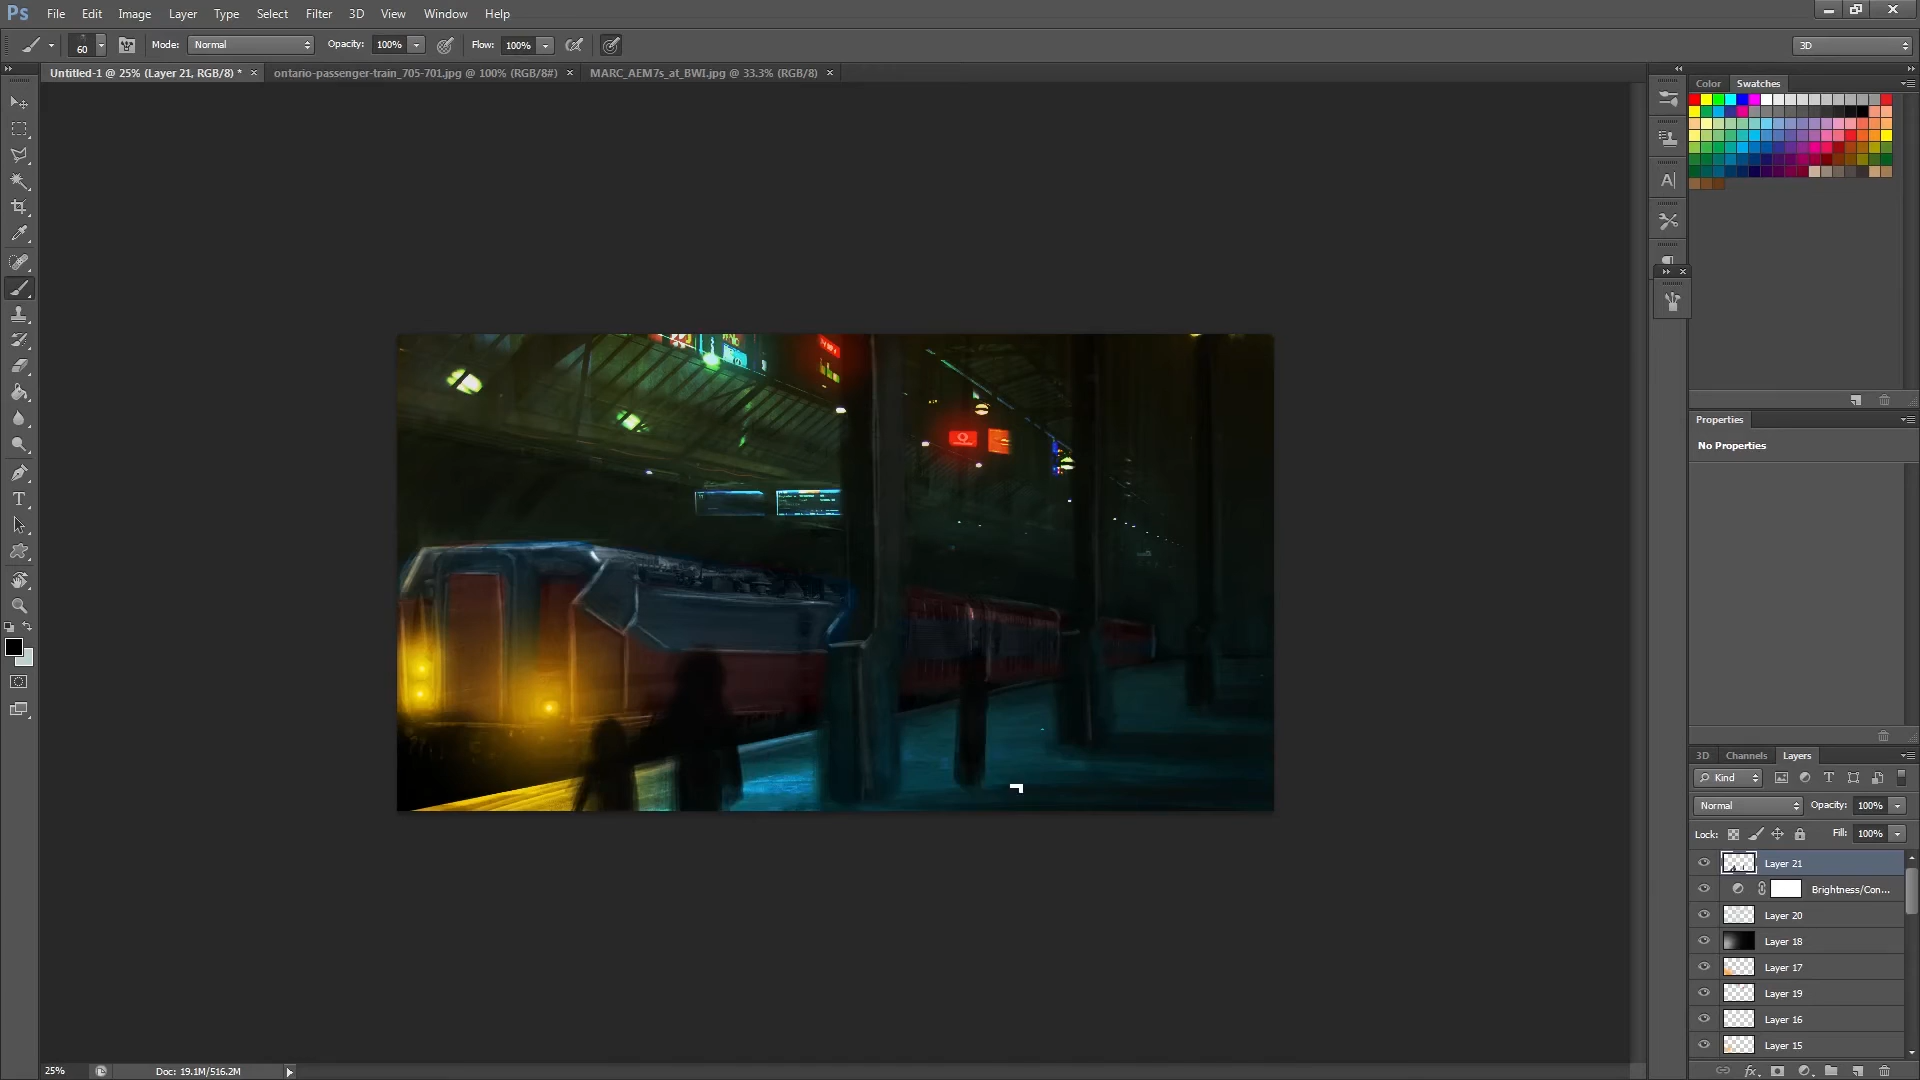 Ps File Edit Image Layer Type Select Filter 3D View Window Help
60 Mode: Normal Opacity: 100% Flow: 100% 3D
Untitled-1 @ 25% (Layer 21, RGB/8) * × ontario-passenger-train_705-701.jpg @ 100% (RGB/8#) × MARC_AEM7s_at_BWI.jpg @ 33.3% (RGB/8) ×
Color Swatches
Properties
No Properties
3D Channels Layers
Kind
Normal Opacity: 100%
Lock: Fill: 100%
Layer 21
Brightness/Con...
Layer 20
Layer 18
Layer 17
Layer 19
Layer 16
Layer 15
25% Doc: 19.1M/516.2M